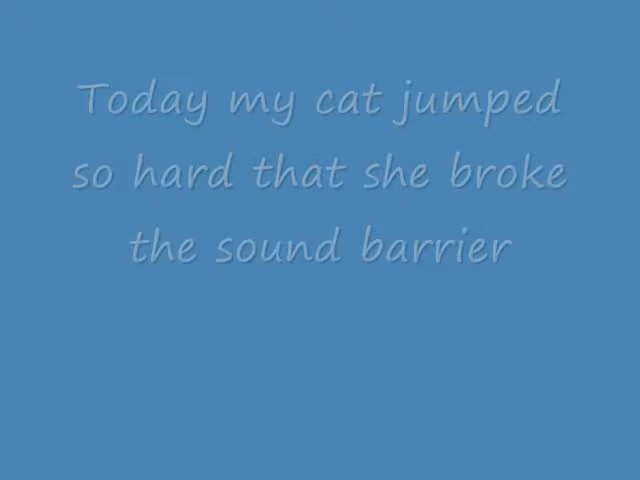 Today my cat jumped
so hard that she broke
the sound barrier